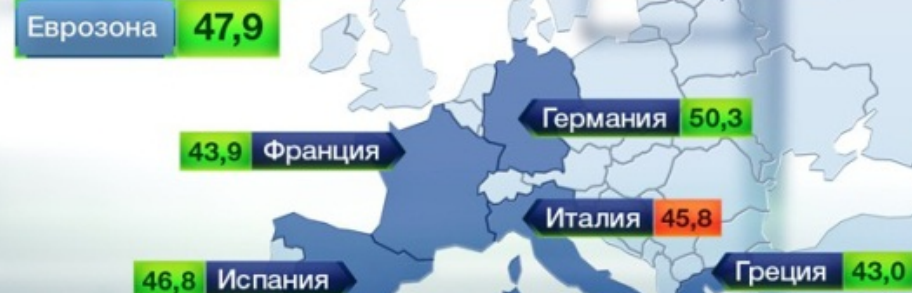 Еврозона 47,9
Германия 50,3
43,9 Франция
Италия 45,8
46,8 Испания
Греция 43,0